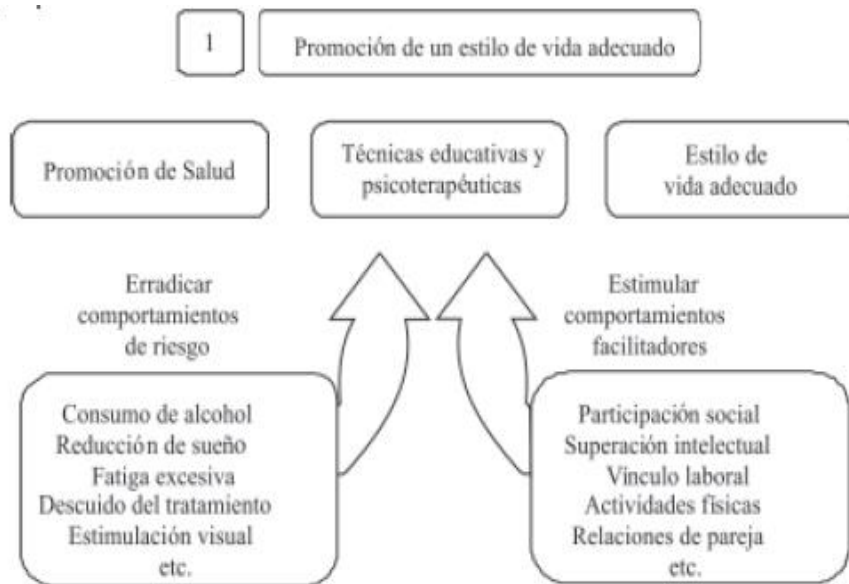 1
Promoción de un estilo de vida adecuado
Promoción de Salud
Técnicas educativas y
psicoterapéuticas
Estilo de
vida adecuado
Erradicar
comportamientos
de riesgo
Estimular
comportamientos
facilitadores
Consumo de alcohol
Reducción de sueño
Fatiga excesiva
Descuido del tratamiento
Estimulación visual
etc.
Participación social
Superación intelectual
Vinculo laboral
Actividades físicas
Relaciones de pareja
etc.